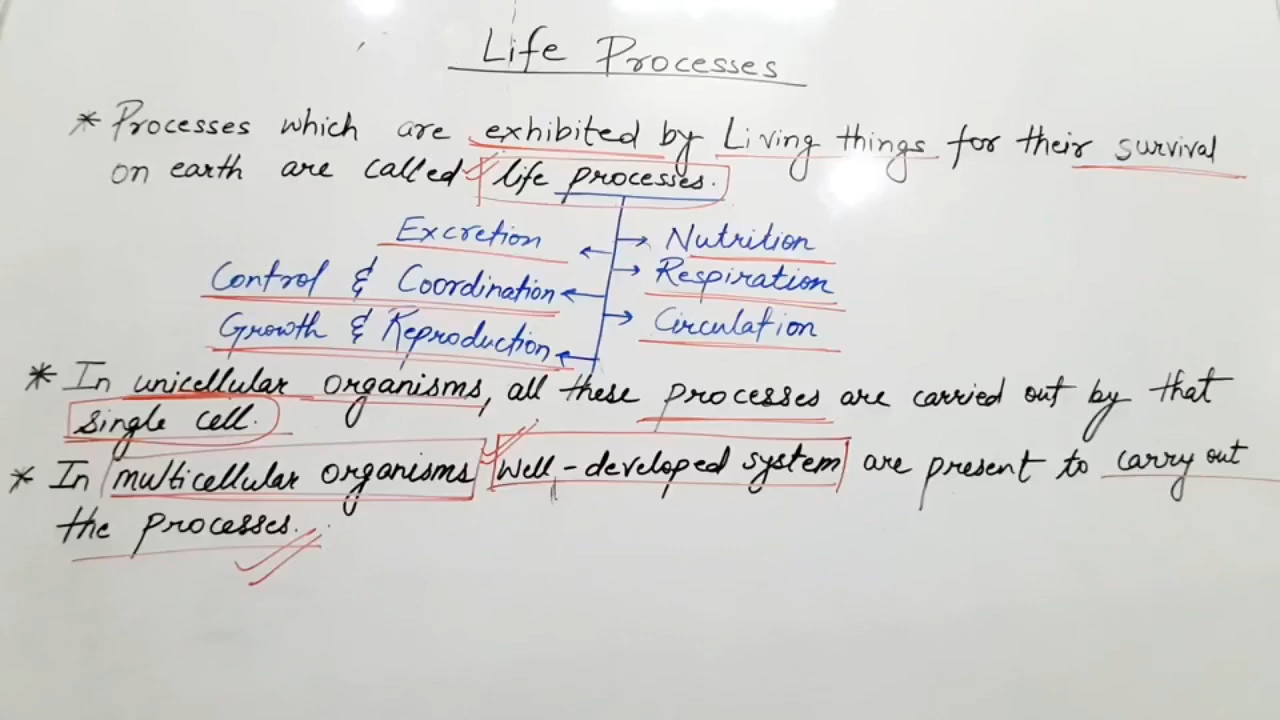 Life Processes
* Processes which are exhibited by Living things for their survival
on earth are called life processes.
Excretion
Nutrition
Control & Coordination
Respiration
Growth & Reproduction
Circulation
* In unicellular organisms, all these processes are carried out by that
single cell.
* In multicellular organisms well-developed system are present to carry out
the processes.